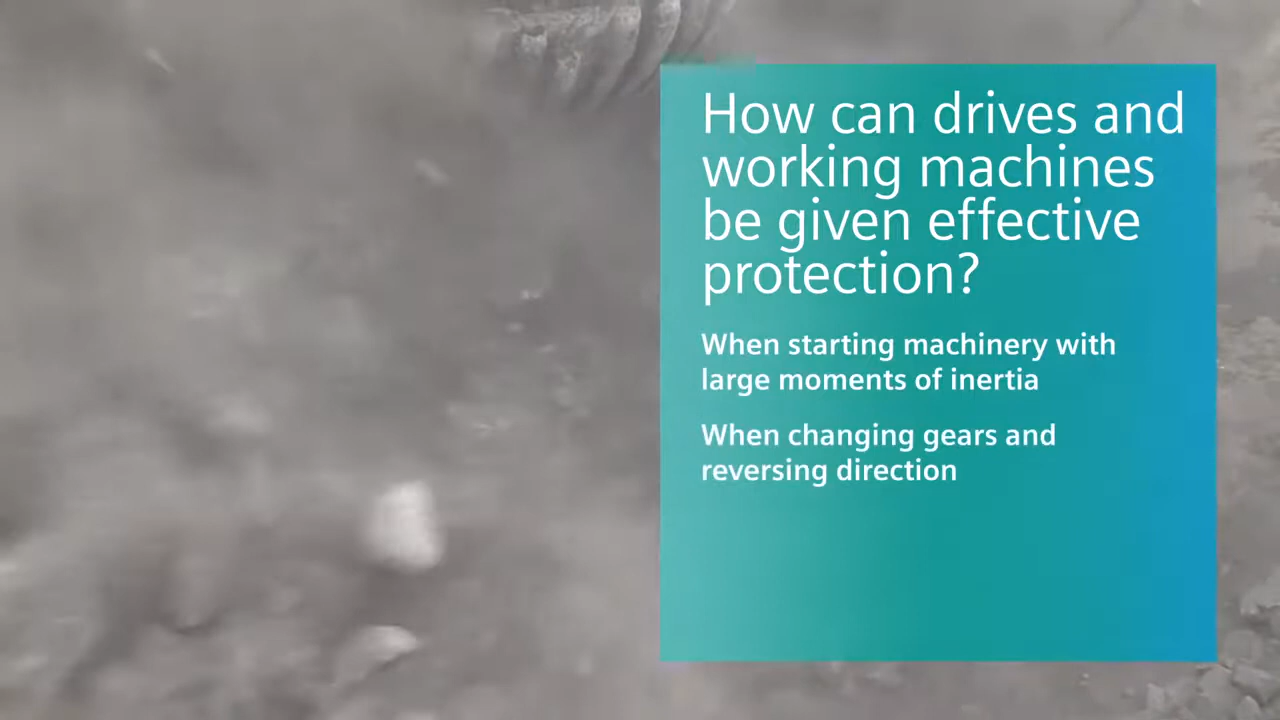 How can drives and
working machines
be given effective
protection?
When starting machinery with
large moments of inertia
When changing gears and
reversing direction